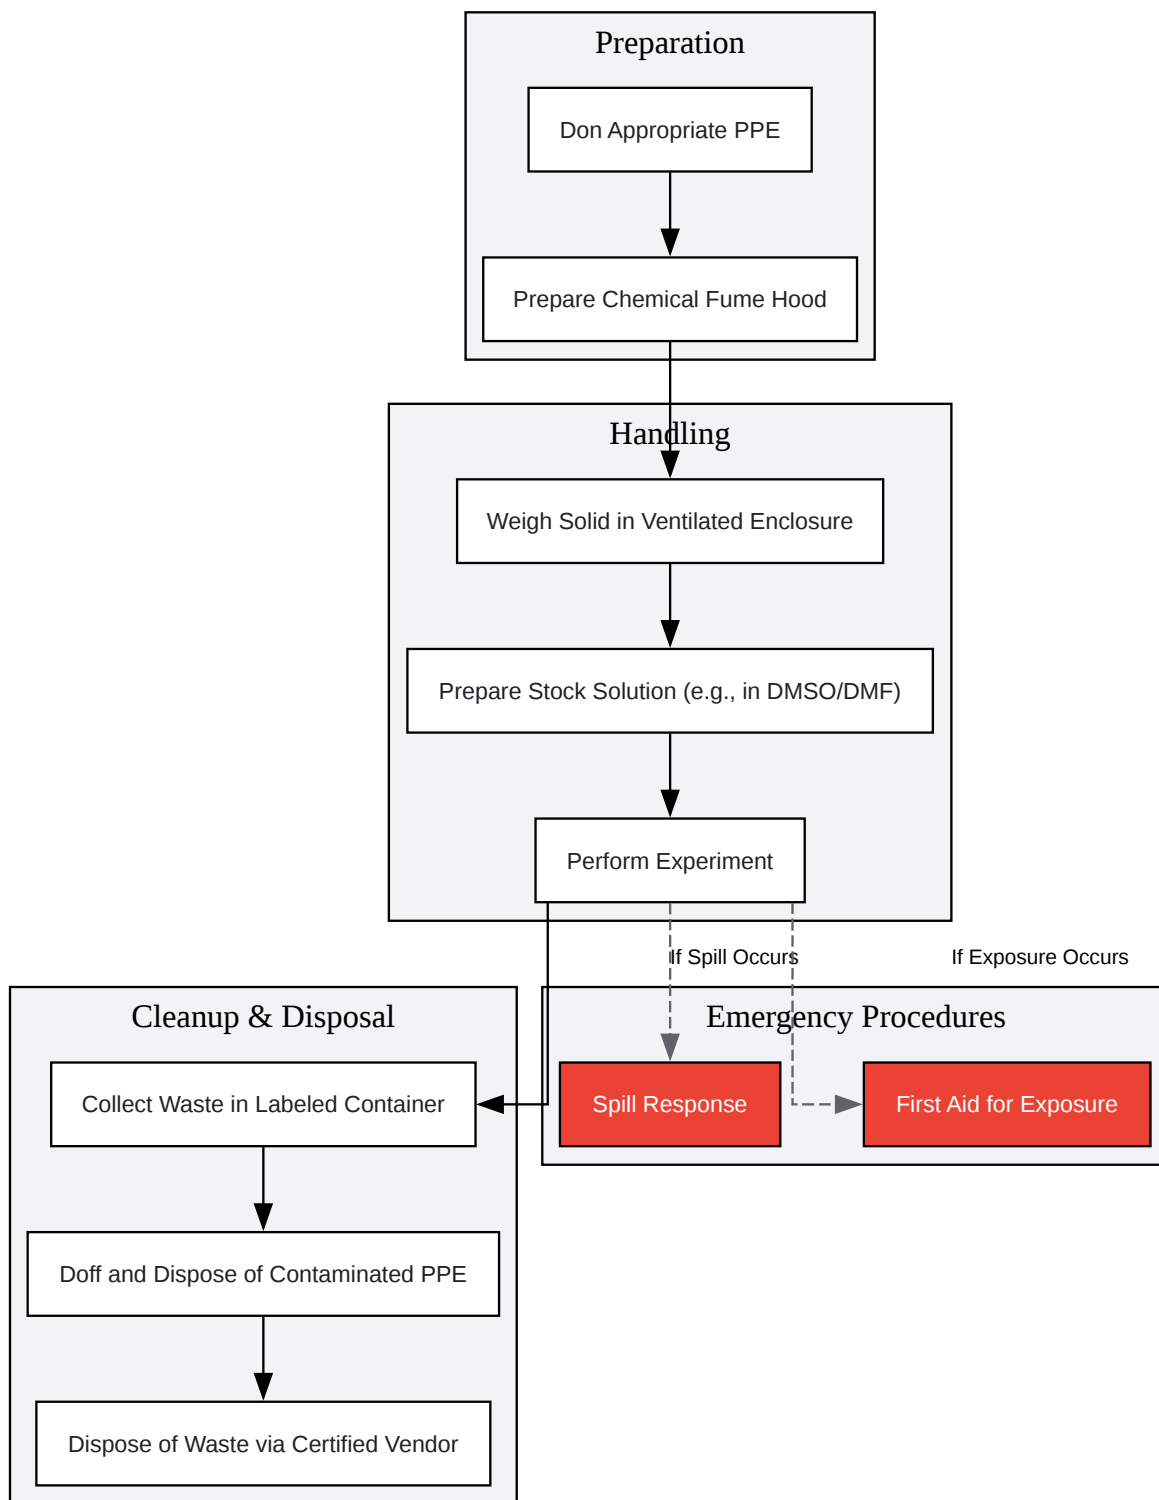 Preparation
Don Appropriate PPE
Prepare Chemical Fume Hood
Handling
Weigh Solid in Ventilated Enclosure
Prepare Stock Solution (e.g., in DMSO/DMF)
Perform Experiment
If Spill Occurs
If Exposure Occurs
Cleanup & Disposal
Collect Waste in Labeled Container
Doff and Dispose of Contaminated PPE
Dispose of Waste via Certified Vendor
Emergency Procedures
Spill Response
First Aid for Exposure